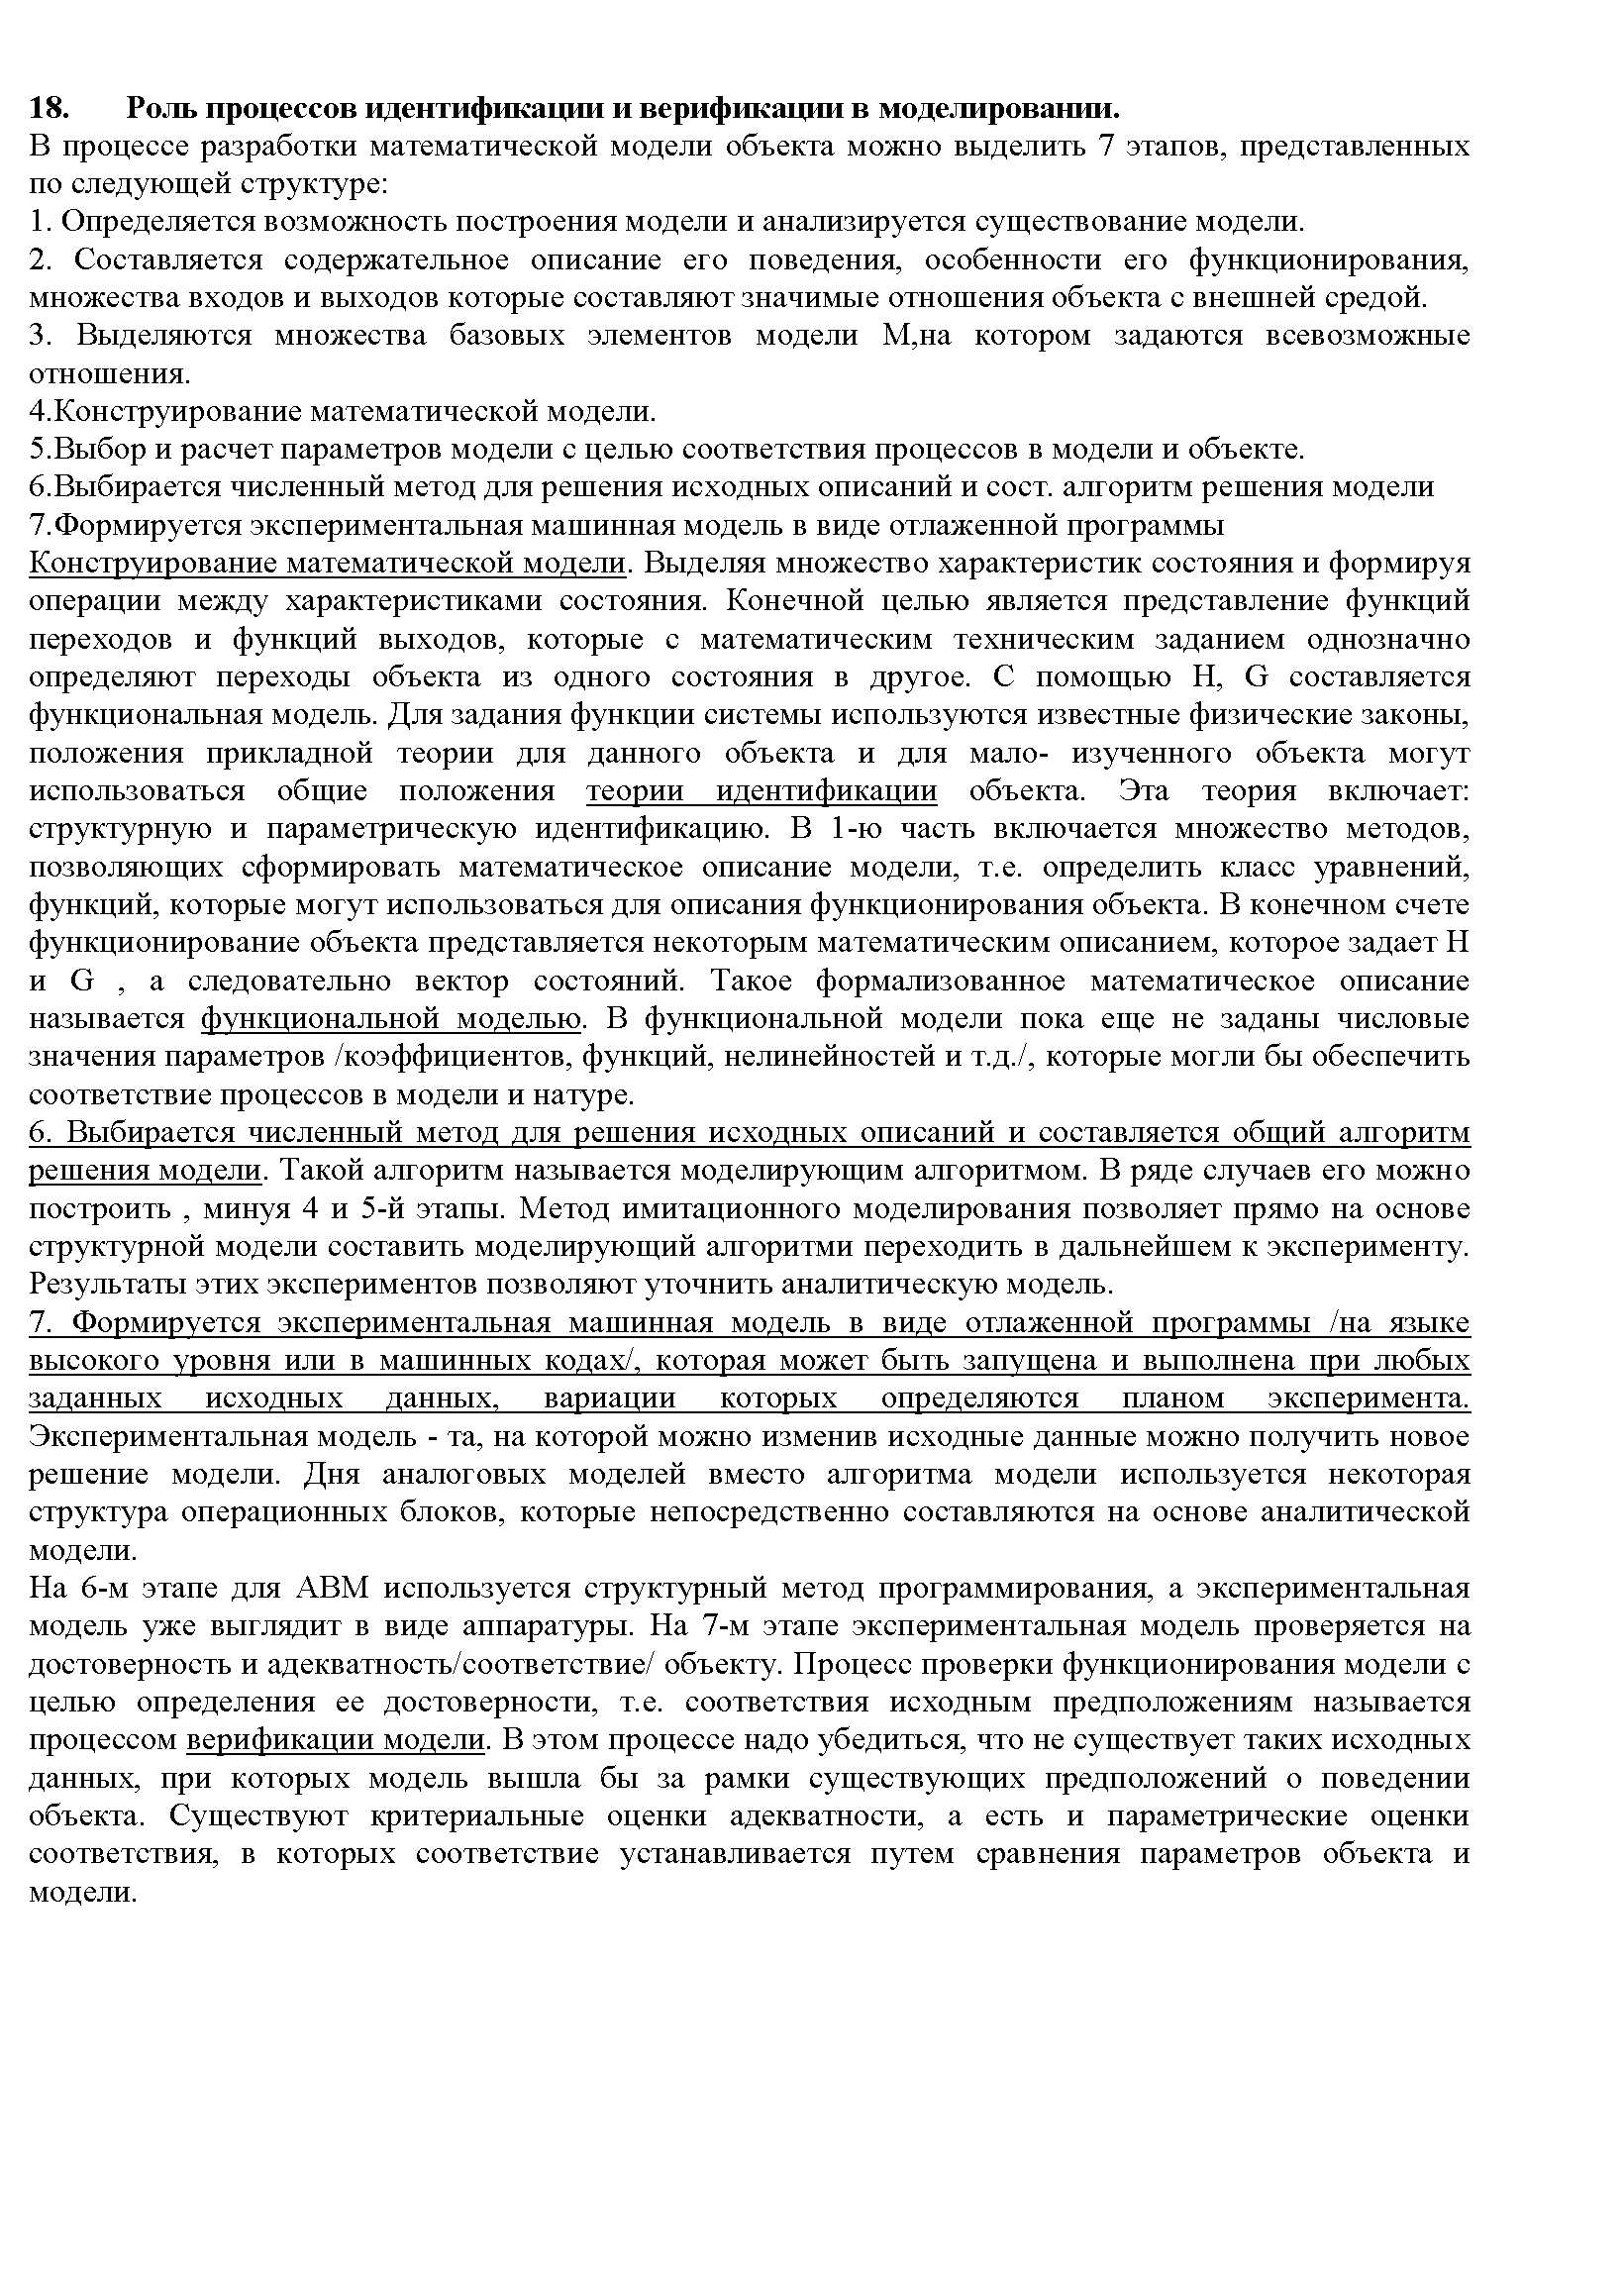 18. Роль процессов идентификации и верификации в моделировании.
В процессе разработки математической модели объекта можно выделить 7 этапов, представленных
по следующей структуре:
1. Определяется возможность построения модели и анализируется существование модели.
2. Составляется содержательное описание его поведения, особенности его функционирования,
множества входов и выходов которые составляют значимые отношения объекта с внешней средой.
3. Выделяются множества базовых элементов модели М,на котором задаются всевозможные
отношения.
4.Конструирование математической модели.
5.Выбор и расчет параметров модели с целью соответствия процессов в модели и объекте.
6.Выбирается численный метод для решения исходных описаний и сост. алгоритм решения модели
7.Формируется экспериментальная машинная модель в виде отлаженной программы
Конструирование математической модели. Выделяя множество характеристик состояния и формируя
операции между характеристиками состояния. Конечной целью является представление функций
переходов и функций выходов, которые с математическим техническим заданием однозначно
определяют переходы объекта из одного состояния в другое. С помощью H, G составляется
функциональная модель. Для задания функции системы используются известные физические законы,
положения прикладной теории для данного объекта и для мало- изученного объекта могут
использоваться общие положения теории идентификации объекта. Эта теория включает:
структурную и параметрическую идентификацию. В 1-ю часть включается множество методов,
позволяющих сформировать математическое описание модели, т.е. определить класс уравнений,
функций, которые могут использоваться для описания функционирования объекта. В конечном счете
функционирование объекта представляется некоторым математическим описанием, которое задает H
и G , а следовательно вектор состояний. Такое формализованное математическое описание
называется функциональной моделью. В функциональной модели пока еще не заданы числовые
значения параметров /коэффициентов, функций, нелинейностей и т.д./, которые могли бы обеспечить
соответствие процессов в модели и натуре.
6. Выбирается численный метод для решения исходных описаний и составляется общий алгоритм
решения модели. Такой алгоритм называется моделирующим алгоритмом. В ряде случаев его можно
построить , минуя 4 и 5-й этапы. Метод имитационного моделирования позволяет прямо на основе
структурной модели составить моделирующий алгоритми переходить в дальнейшем к эксперименту.
Результаты этих экспериментов позволяют уточнить аналитическую модель.
7. Формируется экспериментальная машинная модель в виде отлаженной программы /на языке
высокого уровня или в машинных кодах/, которая может быть запущена и выполнена при любых
заданных исходных данных, вариации которых определяются планом эксперимента.
Экспериментальная модель - та, на которой можно изменив исходные данные можно получить новое
решение модели. Дня аналоговых моделей вместо алгоритма модели используется некоторая
структура операционных блоков, которые непосредственно составляются на основе аналитической
модели.
На 6-м этапе для АВМ используется структурный метод программирования, а экспериментальная
модель уже выглядит в виде аппаратуры. На 7-м этапе экспериментальная модель проверяется на
достоверность и адекватность/соответствие/ объекту. Процесс проверки функционирования модели с
целью определения ее достоверности, т.е. соответствия исходным предположениям называется
процессом верификации модели. В этом процессе надо убедиться, что не существует таких исходных
данных, при которых модель вышла бы за рамки существующих предположений о поведении
объекта. Существуют критериальные оценки адекватности, а есть и параметрические оценки
соответствия, в которых соответствие устанавливается путем сравнения параметров объекта и
модели.